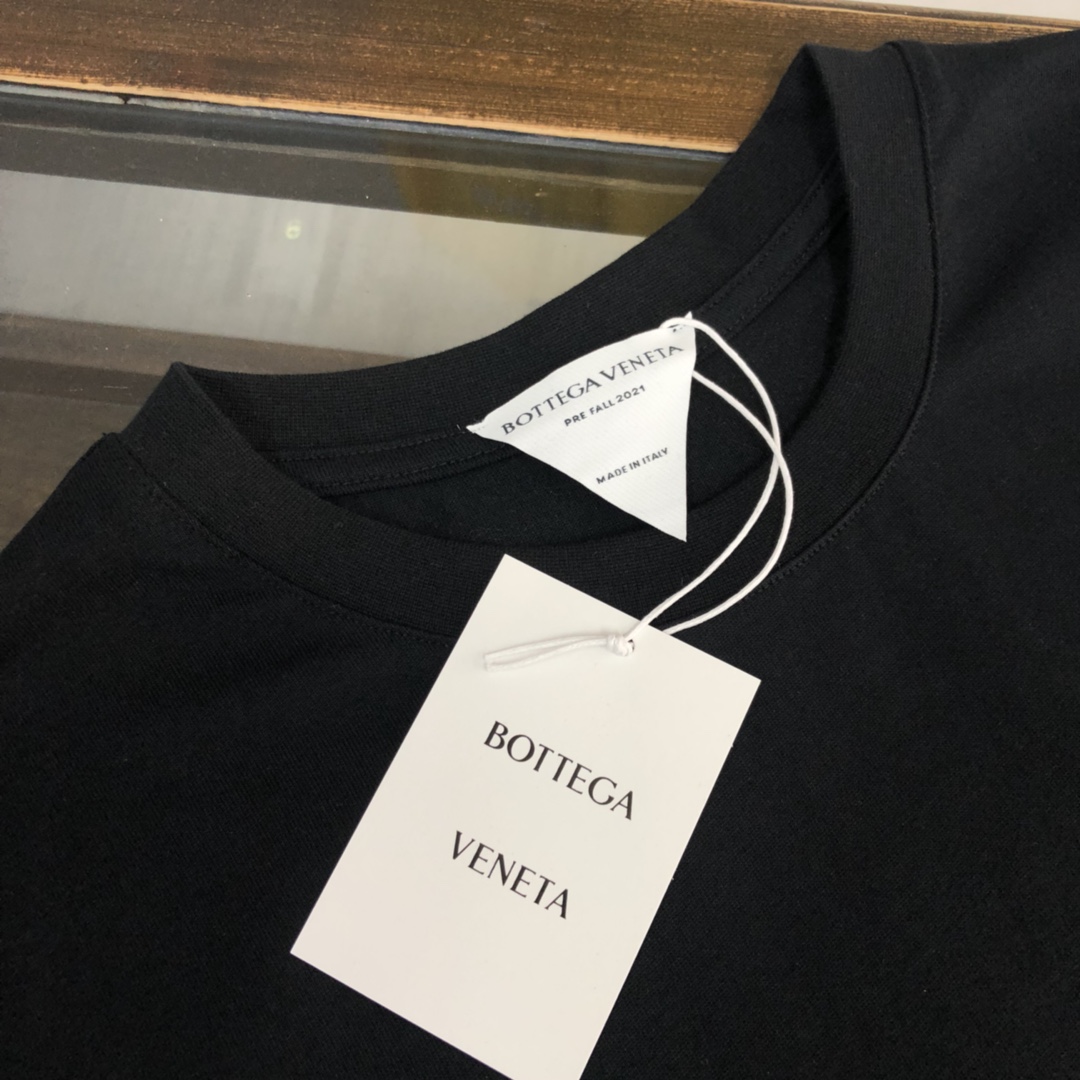 BOTTEGA VENETA
PRE FALL 2021
MADE IN ITALY
BOTTEGA
VENETA